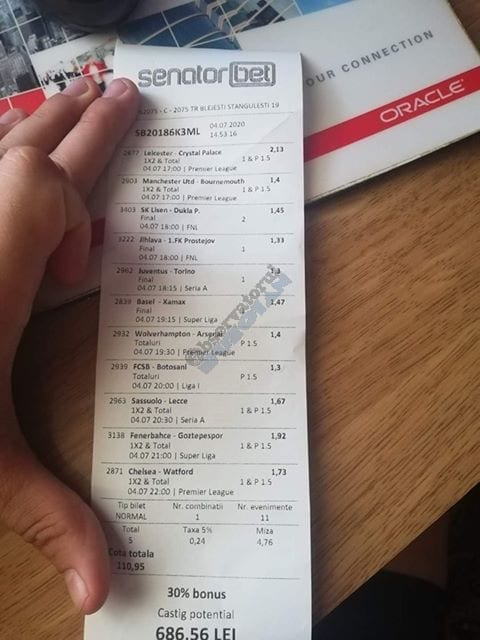 OUR CONNECTION
ORACLE
senator bet
2075 - C - 2075 TR BLEJESTI STANGULESTI 19
SB20186K3ML 04.07.2020
14.53.16
2877 Leicester - Crystal Palace 2,13
1X2 & Total 1 & P 1.5
04.07 17:00 | Premier League
2903 Manchester Utd - Bournemouth 1,4
1X2 & Total 1 & P 1.5
04.07 17:00 | Premier League
3403 SK Lisen - Dukla P. 1,45
Final 2
04.07 18:00 | FNL
3222 Jihlava - 1.FK Prostejov 1,33
Final 1
04.07 18:00 | FNL
2962 Juventus - Torino 1,3
Final 1
04.07 18:15 | Serie A
2839 Basel - Xamax 1,47
Final
04.07 19:15 | Super Liga
2932 Wolverhampton - Arsenal 1,4
Totaluri P 1.5
04.07 19:30 | Premier League
2939 FCSB - Botosani 1,3
Totaluri P 1.5
04.07 20:00 | Liga I
2963 Sassuolo - Lecce 1,67
1X2 & Total 1 & P 1.5
04.07 20:30 | Serie A
3138 Fenerbahce - Goztepespor 1,92
1X2 & Total 1 & P 1.5
04.07 21:00 | Super Liga
2871 Chelsea - Watford 1,73
1X2 & Total 1 & P 1.5
04.07 22:00 | Premier League
Tip bilet Nr. combinatii Nr. evenimente
NORMAL 1 11
Total Taxa 5% Miza
5 0,24 4,76
Cota totala
110,95
30% bonus
Castig potential
686,56 LEI
Observatorul